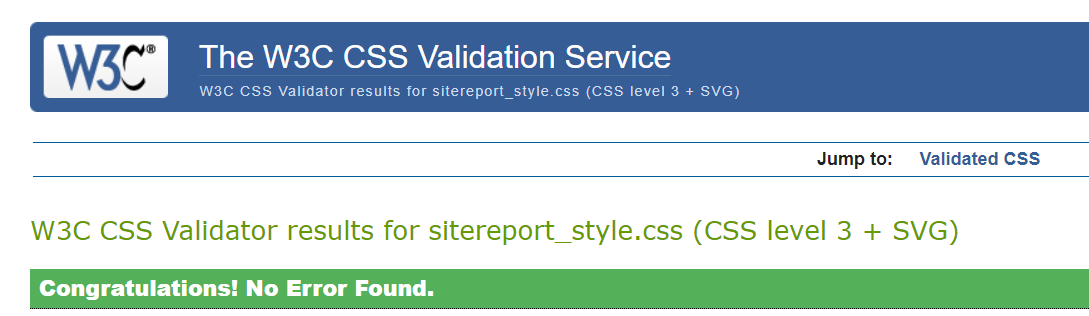 W3C®
The W3C CSS Validation Service
W3C CSS Validator results for sitereport_style.css (CSS level 3 + SVG)
Jump to: Validated CSS
W3C CSS Validator results for sitereport_style.css (CSS level 3 + SVG)
Congratulations! No Error Found.